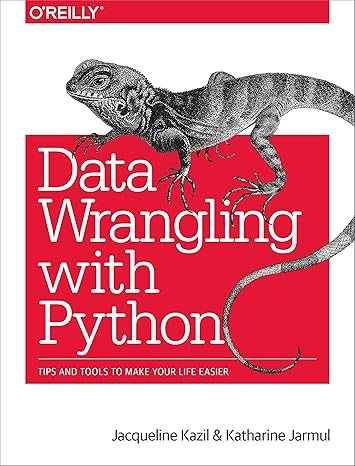 O'REILLY®
Data
Wrangling
with
Python
TIPS AND TOOLS TO MAKE YOUR LIFE EASIER
Jacqueline Kazil & Katharine Jarmul